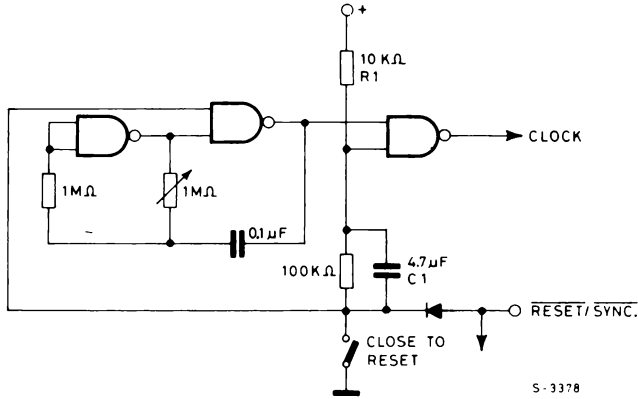 +
10 KΩ
R1
CLOCK
1MΩ
1MΩ
0.1μF
100KΩ
4.7μF
C1
RESET/SYNC.
CLOSE TO
RESET
S-3378